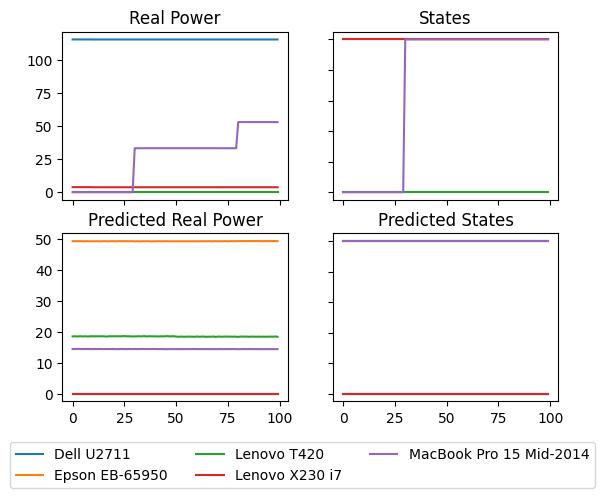 Real Power
States
100
75
50
25
0
Predicted Real Power
Predicted States
50
40
30
20
10
0
0 25 50 75 100
0 25 50 75 100
Dell U2711
Lenovo T420
MacBook Pro 15 Mid-2014
Epson EB-65950
Lenovo X230 i7